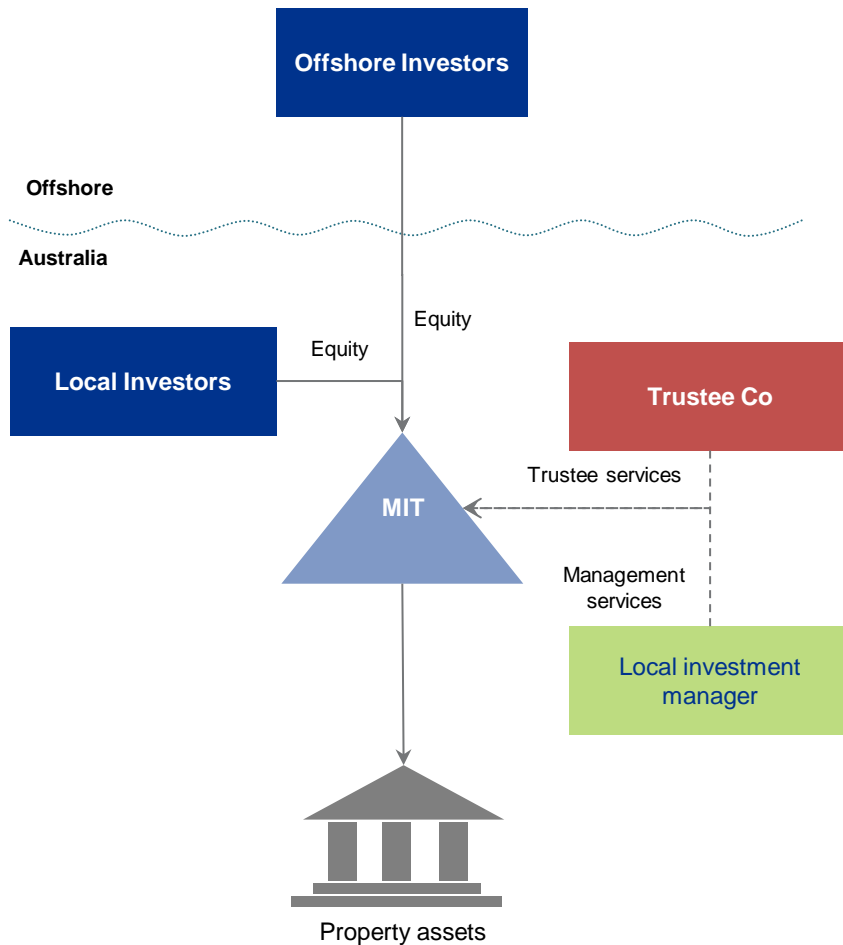 Offshore Investors
Offshore
Australia
Equity
Equity
Local Investors
Trustee Co
Trustee services
MIT
Management
services
Local investment
manager
Property assets